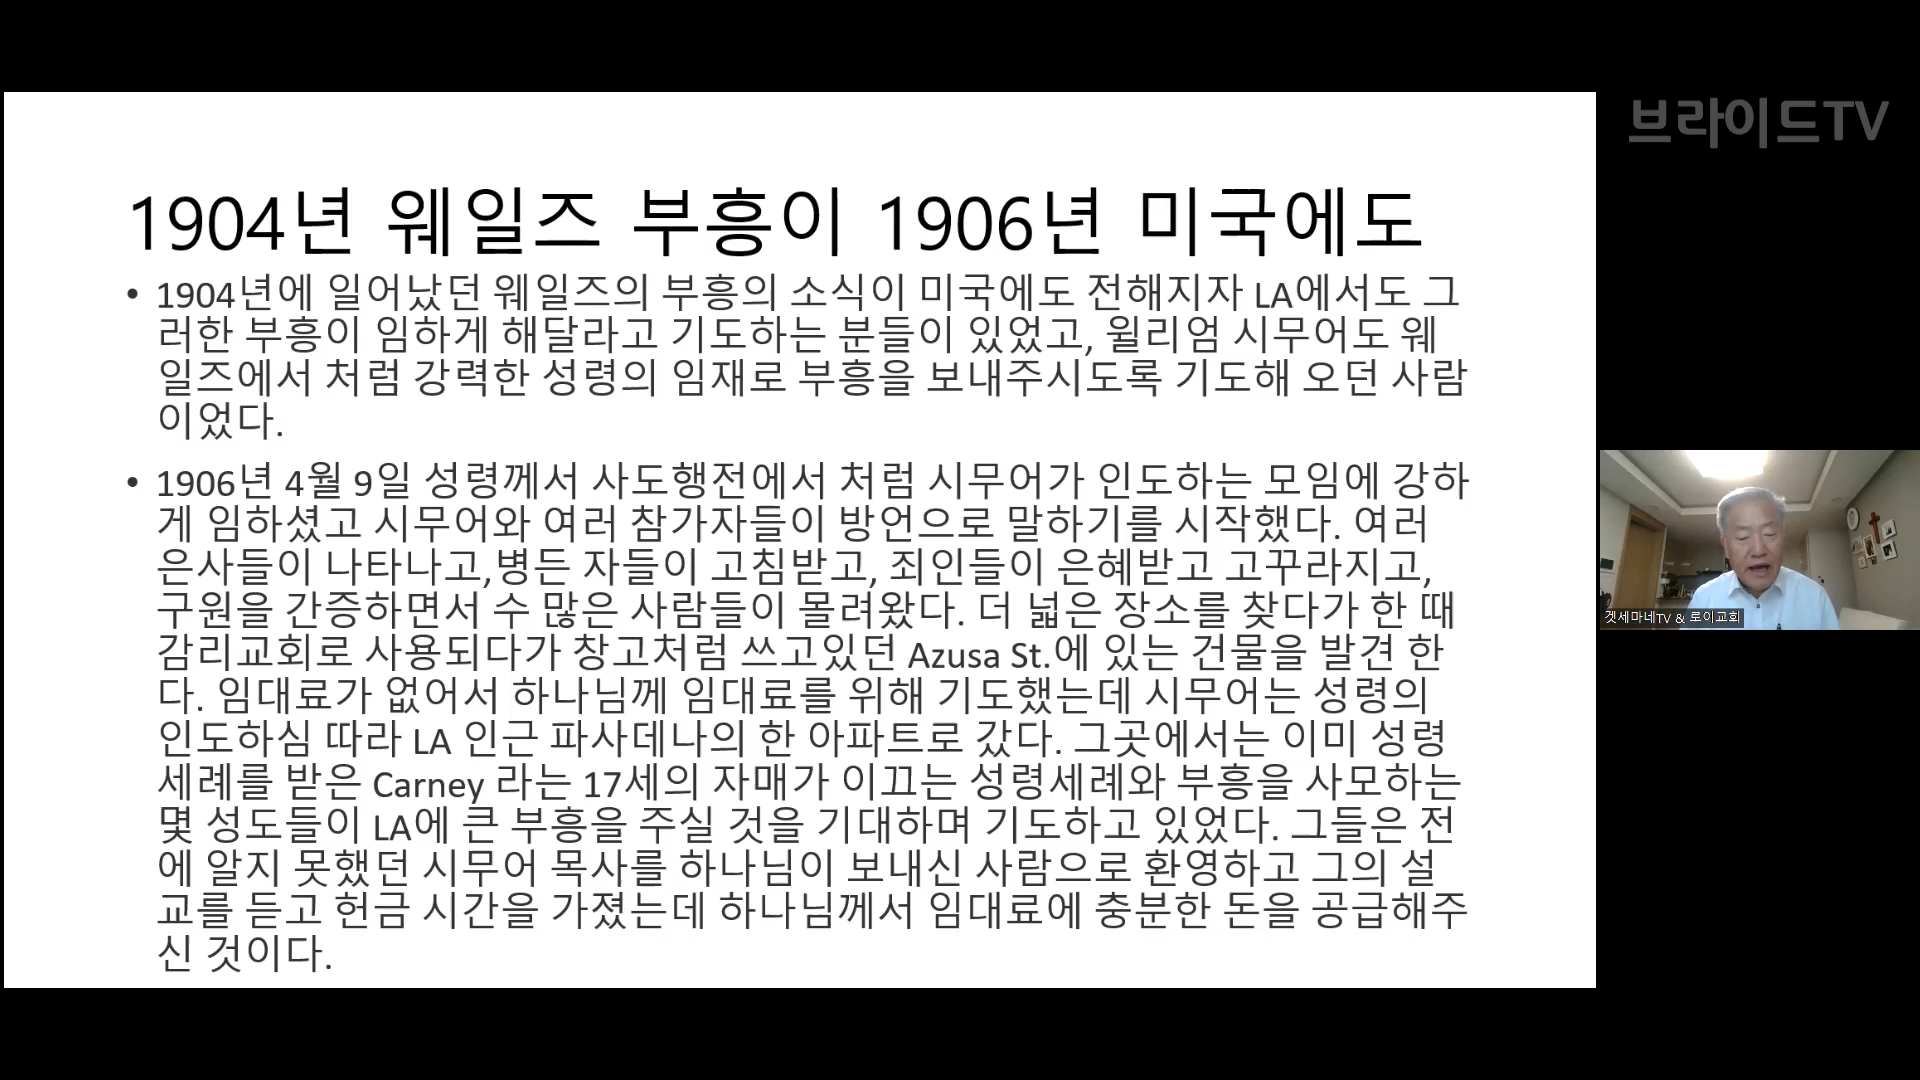 브라이드TV
1904년 웨일즈 부흥이 1906년 미국에도
• 1904년에 일어났던 웨일즈의 부흥의 소식이 미국에도 전해지자 LA에서도 그
러한 부흥이 임하게 해달라고 기도하는 분들이 있었고, 윌리엄 시무어도 웨
일즈에서 처럼 강력한 성령의 임재로 부흥을 보내주시도록 기도해 오던 사람
이었다.
• 1906년 4월 9일 성령께서 사도행전에서 처럼 시무어가 인도하는 모임에 강하
게 임하셨고 시무어와 여러 참가자들이 방언으로 말하기를 시작했다. 여러
은사들이 나타나고,병든 자들이 고침받고, 죄인들이 은혜받고 고꾸라지고,
구원을 간증하면서 수 많은 사람들이 몰려왔다. 더 넓은 장소를 찾다가 한 때
감리교회로 사용되다가 창고처럼 쓰고있던 Azusa St.에 있는 건물을 발견 한
다. 임대료가 없어서 하나님께 임대료를 위해 기도했는데 시무어는 성령의
인도하심 따라 LA 인근 파사데나의 한 아파트로 갔다. 그곳에서는 이미 성령
세례를 받은 Carney 라는 17세의 자매가 이끄는 성령세례와 부흥을 사모하는
몇 성도들이 LA에 큰 부흥을 주실 것을 기대하며 기도하고 있었다. 그들은 전
에 알지 못했던 시무어 목사를 하나님이 보내신 사람으로 환영하고 그의 설
교를 듣고 헌금 시간을 가졌는데 하나님께서 임대료에 충분한 돈을 공급해주
신 것이다.
겟세마네TV & 로이교회